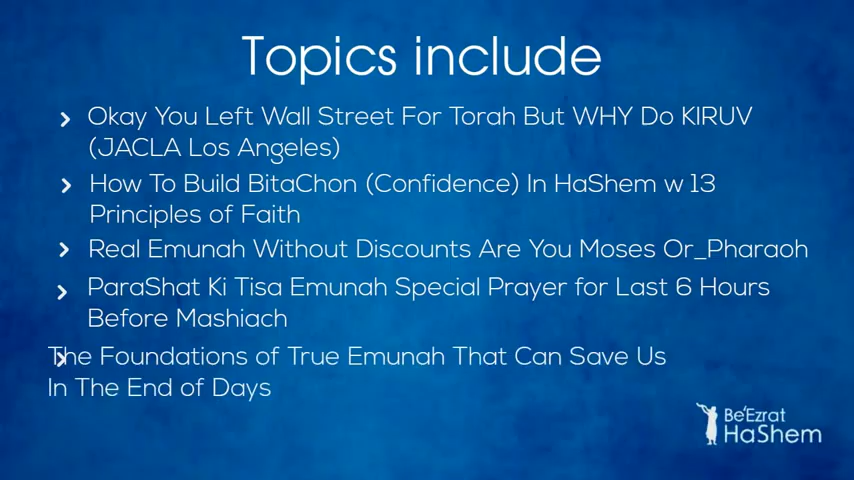 Topics include
Okay You Left Wall Street For Torah But WHY Do KIRUV
(JACLA Los Angeles)
How To Build BitaChon (Confidence) In HaShem w 13
Principles of Faith
Real Emunah Without Discounts Are You Moses Or_Pharaoh
ParaShat Ki Tisa Emunah Special Prayer for Last 6 Hours
Before Mashiach
The Foundations of True Emunah That Can Save Us
In The End of Days
Be'Ezrat
HaShem